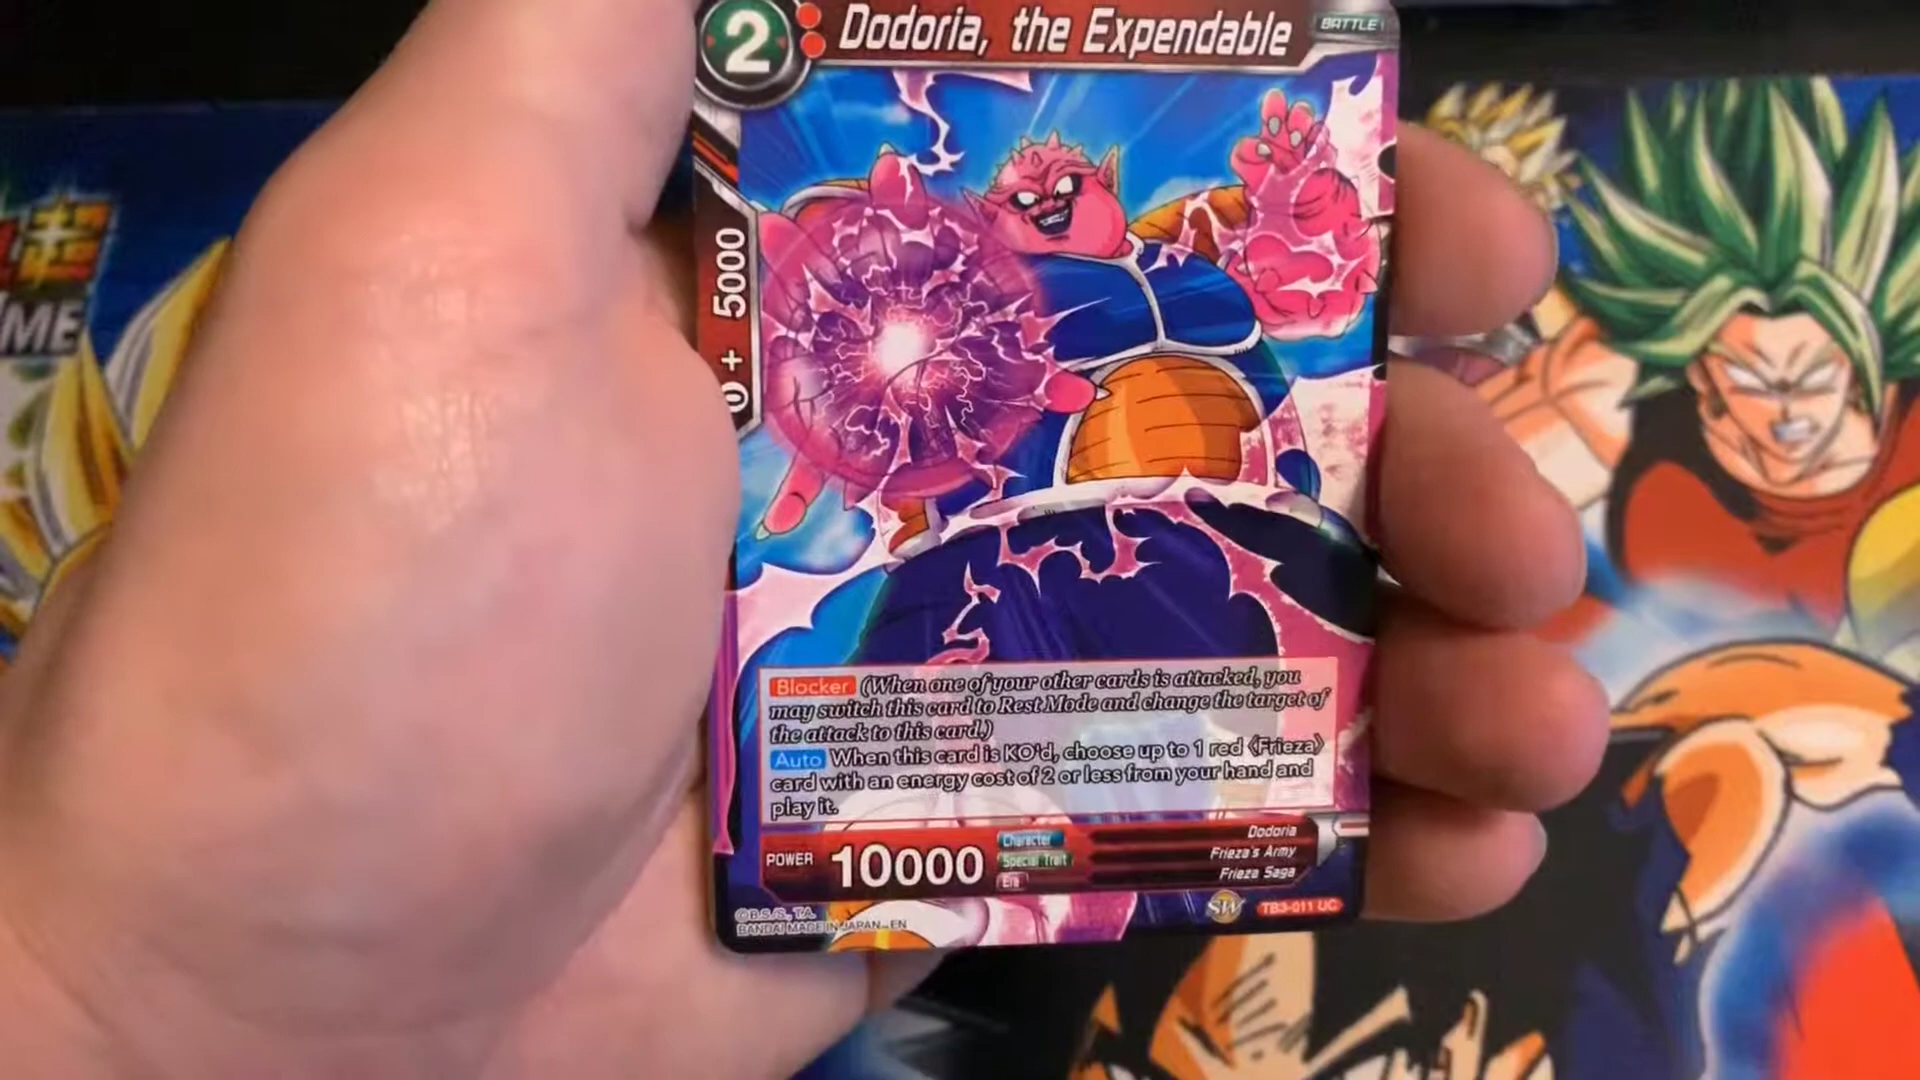 2 Dodoria, the Expendable BATTLE
0 + 5000
超
ME
Blocker (When one of your other cards is attacked, you
may switch this card to Rest Mode and change the target of
the attack to this card.)
Auto When this card is KO'd, choose up to 1 red 《Frieza》
card with an energy cost of 2 or less from your hand and
play it.
POWER 10000
Character Dodoria
Special Trait Frieza's Army
Era Frieza Saga
©B.S./S., T.A.
BANDAI MADE IN JAPAN - EN
SW TB3-011 UC